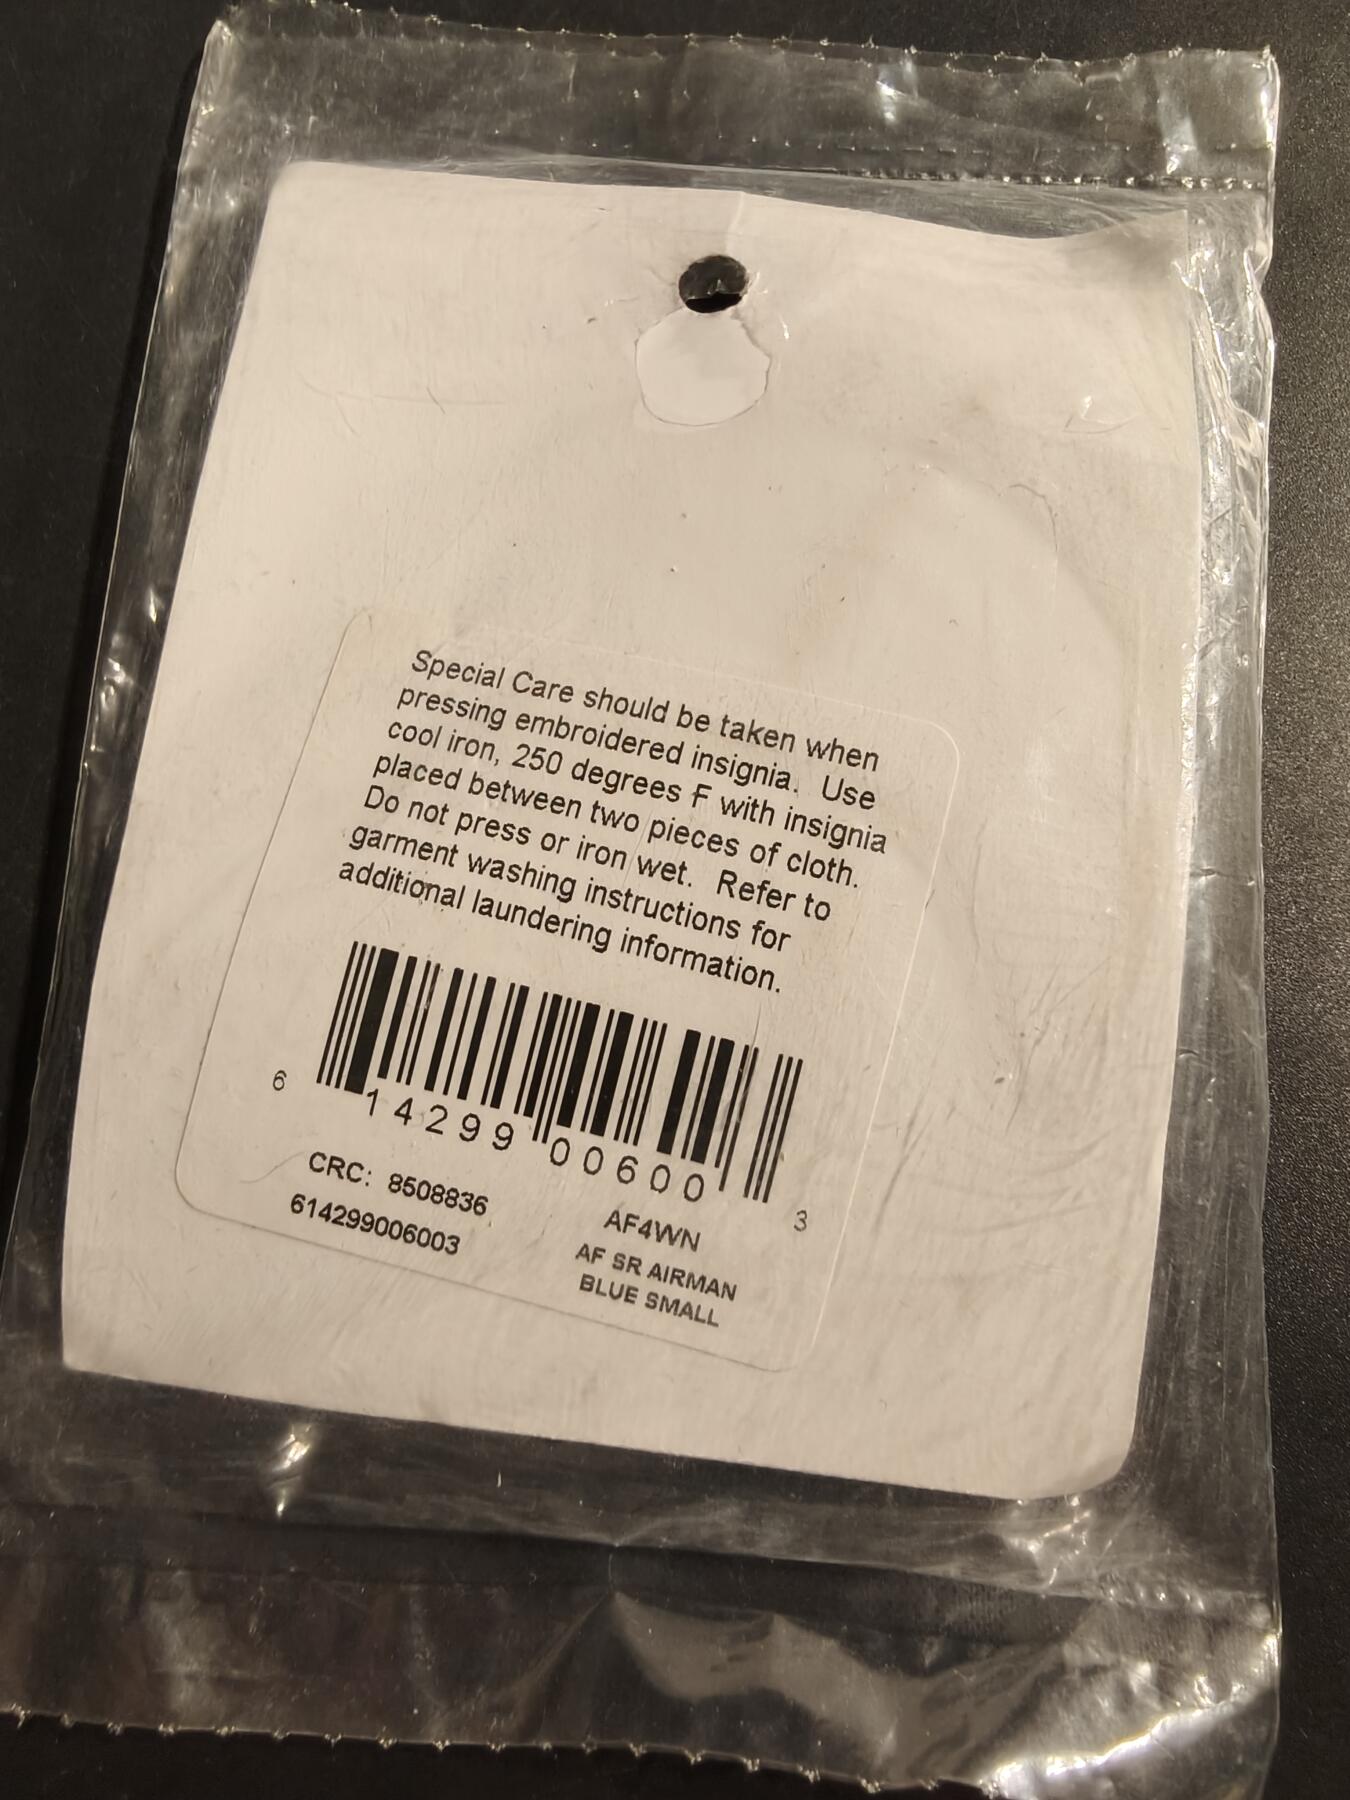 Special Care should be taken when
pressing embroidered insignia.  Use
cool iron, 250 degrees F with insignia
placed between two pieces of cloth.
Do not press or iron wet.  Refer to
garment washing instructions for
additional laundering information.
6 14299 00600 3
CRC: 8508836
614299006003
AF4WN
AF SR AIRMAN
BLUE SMALL